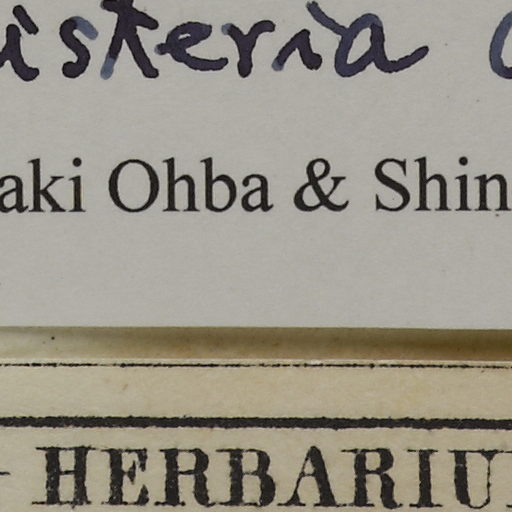 isteria
aki Ohba & Shin
HERBARIU